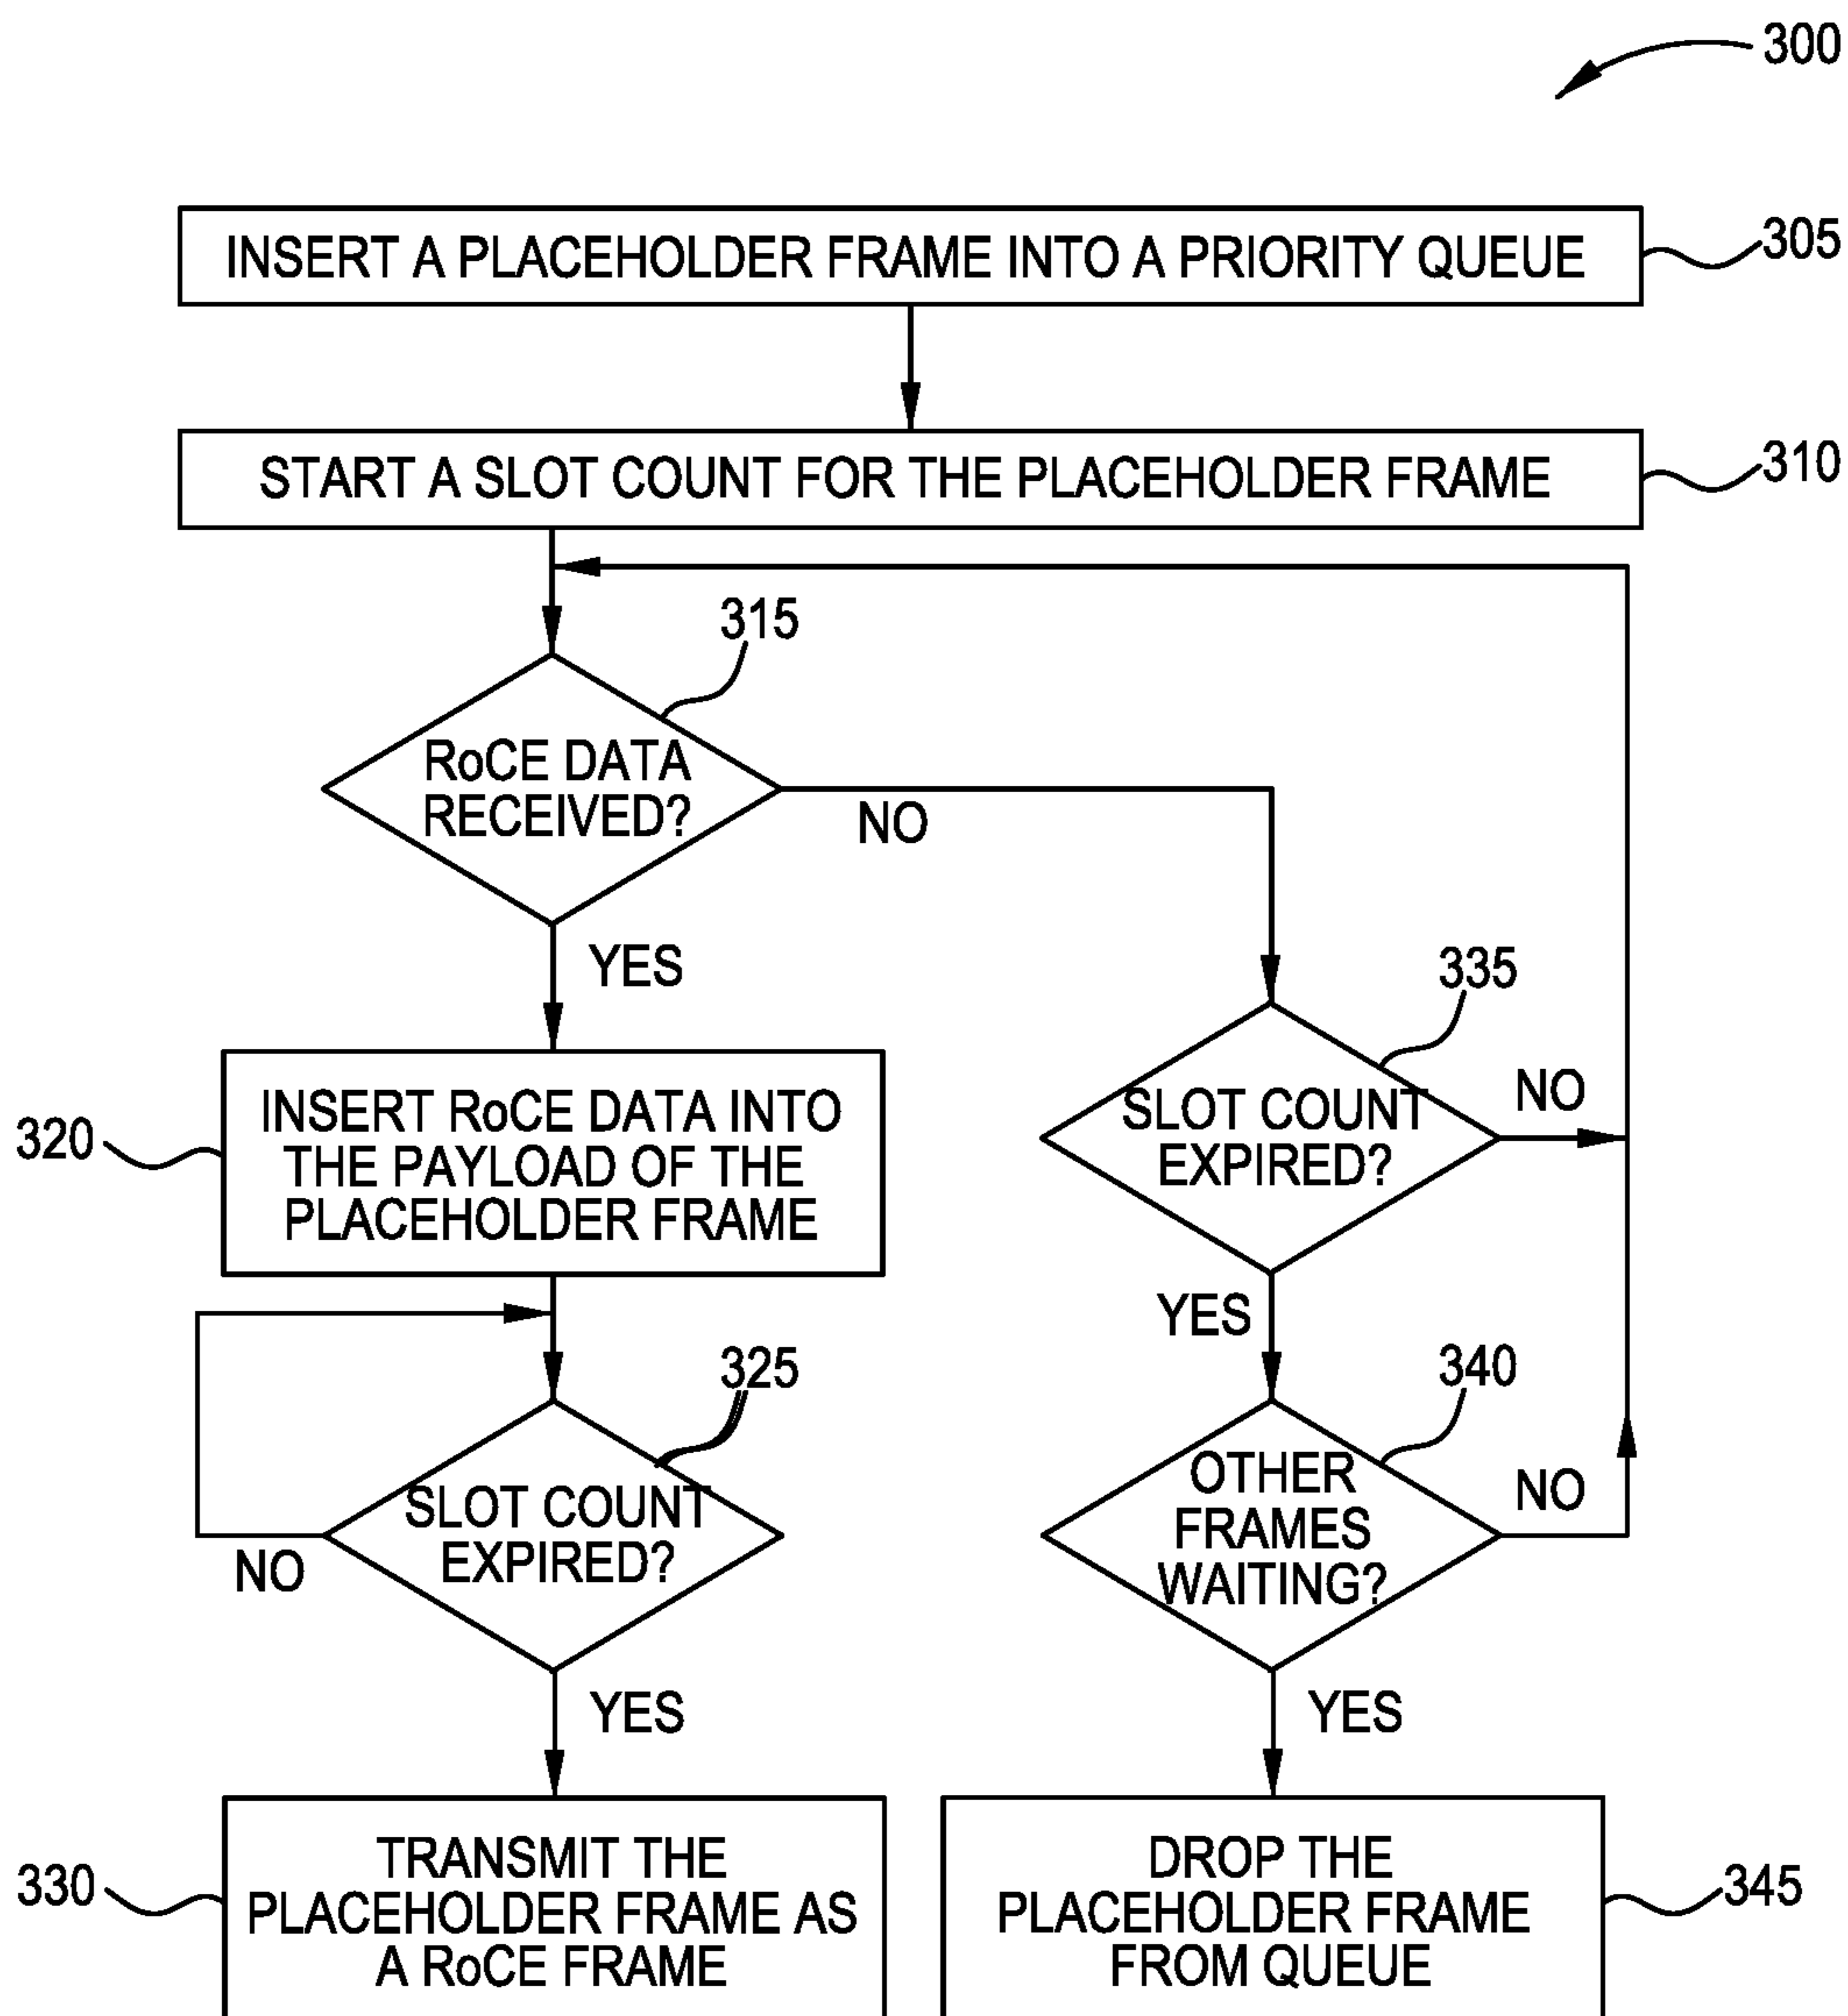 300
INSERT A PLACEHOLDER FRAME INTO A PRIORITY QUEUE
305
START A SLOT COUNT FOR THE PLACEHOLDER FRAME
310
315
RoCE DATA
RECEIVED?
NO
YES
335
320
INSERT RoCE DATA INTO
THE PAYLOAD OF THE
PLACEHOLDER FRAME
SLOT COUNT
EXPIRED?
NO
YES
325
SLOT COUNT
EXPIRED?
NO
YES
340
OTHER
FRAMES
WAITING?
NO
YES
330
TRANSMIT THE
PLACEHOLDER FRAME AS
A RoCE FRAME
DROP THE
PLACEHOLDER FRAME
FROM QUEUE
345